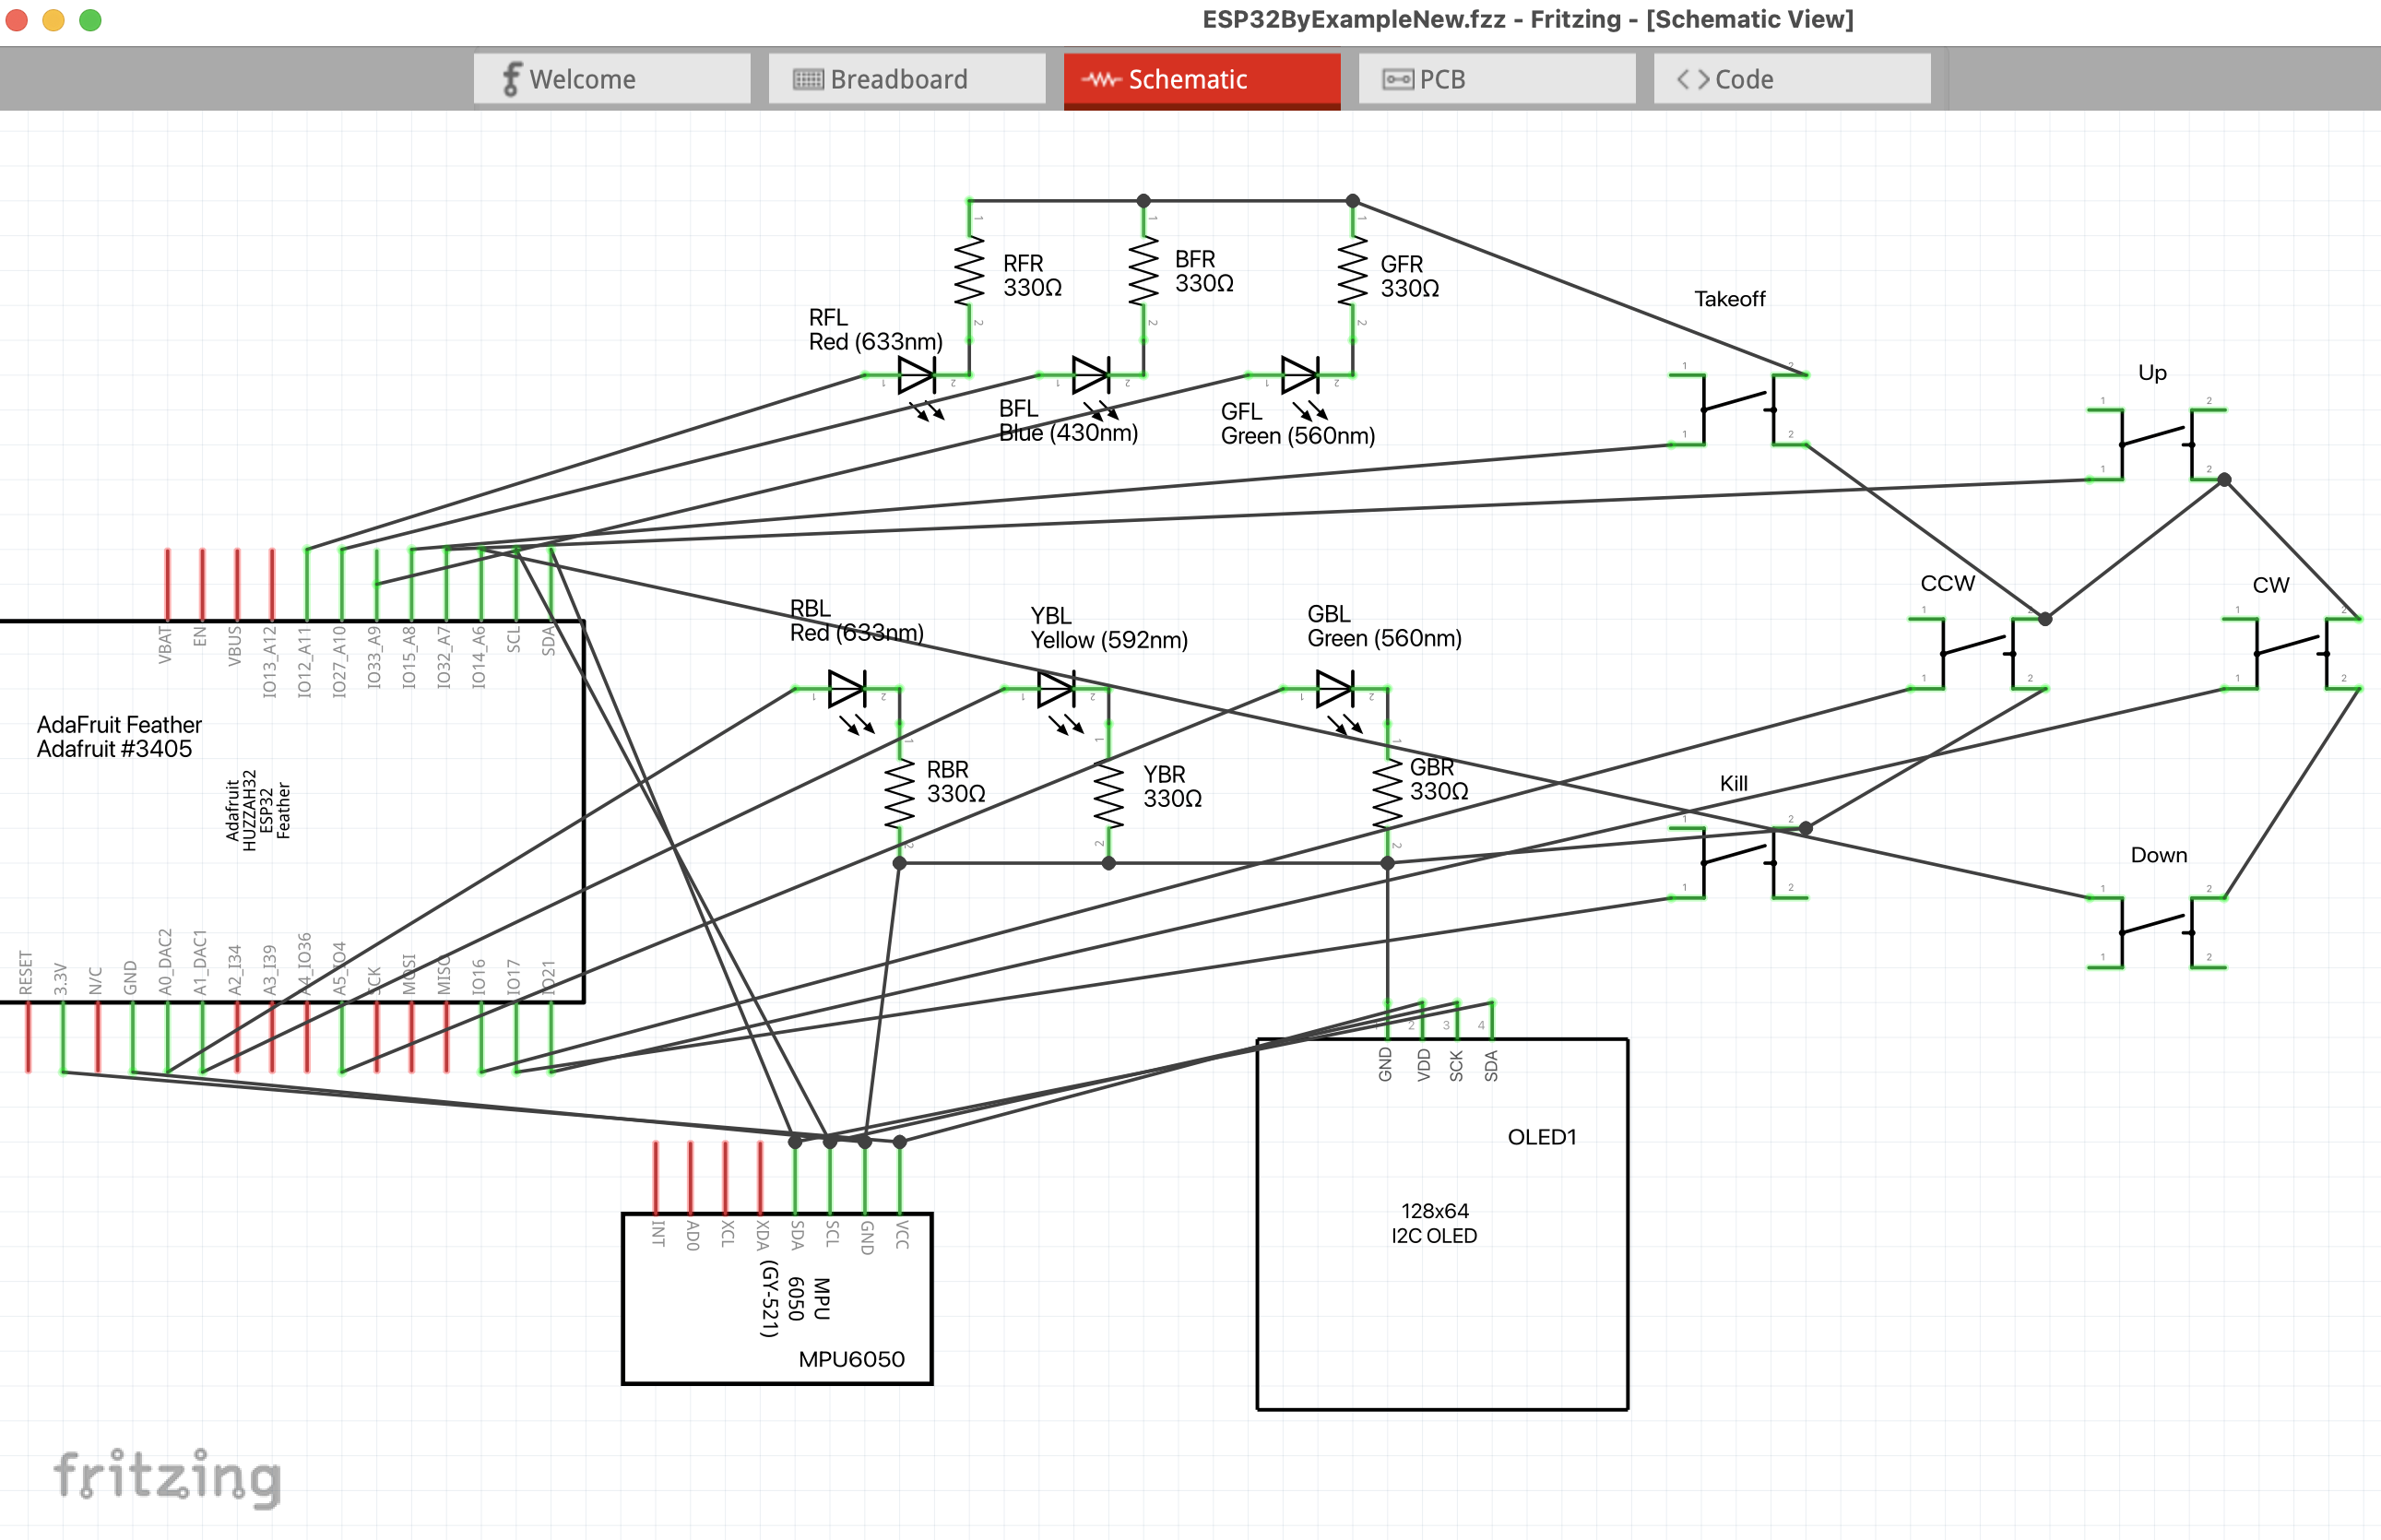 ESP32ByExampleNew.fzz - Fritzing - [Schematic View]
Welcome
Breadboard
Schematic
PCB
Code
RFR
330Ω
BFR
330Ω
GFR
330Ω
RFL
Red (633nm)
BFL
Blue (430nm)
GFL
Green (560nm)
Takeoff
Up
CCW
CW
VBAT
EN
VBUS
IO13_A12
IO12_A11
IO27_A10
IO33_A9
IO15_A8
IO32_A7
IO14_A6
SCL
SDA
RBL
Red (633nm)
YBL
Yellow (592nm)
GBL
Green (560nm)
AdaFruit Feather
Adafruit #3405
Adafruit
HUZZAH32
ESP32
Feather
RBR
330Ω
YBR
330Ω
GBR
330Ω
Kill
Down
RESET
3.3V
N/C
GND
A0_DAC2
A1_DAC1
A2_I34
A3_I39
A4_IO36
A5_IO4
SCK
MOSI
MISO
IO16
IO17
IO21
1
2
3
4
GND
VDD
SCK
SDA
OLED1
128x64
I2C OLED
INT
AD0
XCL
XDA
SDA
SCL
GND
VCC
MPU
6050
(GY-521)
MPU6050
fritzing